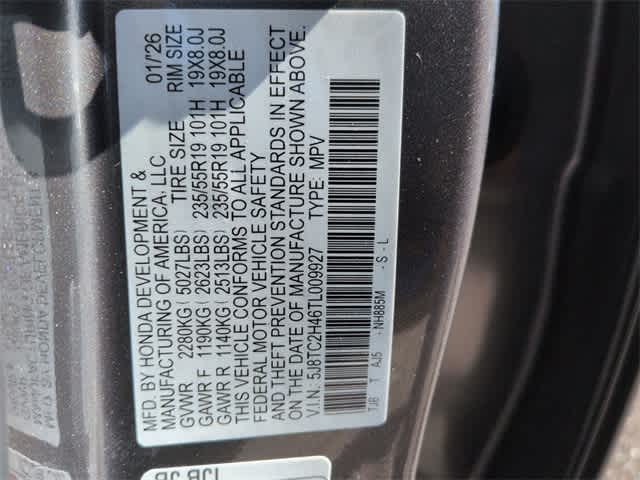 MFD. BY HONDA DEVELOPMENT & 01/26
MANUFACTURING OF AMERICA, LLC
TIRE SIZE RIM SIZE
GVWR 2280KG( 5027LBS)
GAWR F 1190KG( 2623LBS) 235/55R19 101H 19X8.0J
GAWR R 1140KG( 2513LBS) 235/55R19 101H 19X8.0J
THIS VEHICLE CONFORMS TO ALL APPLICABLE
FEDERAL MOTOR VEHICLE SAFETY
AND THEFT PREVENTION STANDARDS IN EFFECT
ON THE DATE OF MANUFACTURE SHOWN ABOVE.
V.I.N: 5J8TC2H46TL009927 TYPE: MPV
TJB T AJ5 - NH885M - S - L